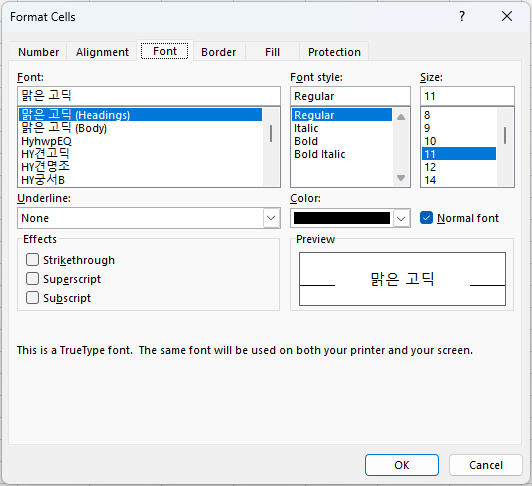 Format Cells ? ×
Number Alignment Font Border Fill Protection
Font: Font style: Size:
맑은 고딕 Regular 11
맑은 고딕 (Headings) Regular 8
맑은 고딕 (Body) Italic 9
HyhwpEQ Bold 10
HY견고딕 Bold Italic 11
HY견명조 12
HY궁서B 14
Underline: Color:
None Normal font
Effects Preview
Strikethrough
Superscript 맑은 고딕
Subscript
This is a TrueType font.  The same font will be used on both your printer and your screen.
OK Cancel